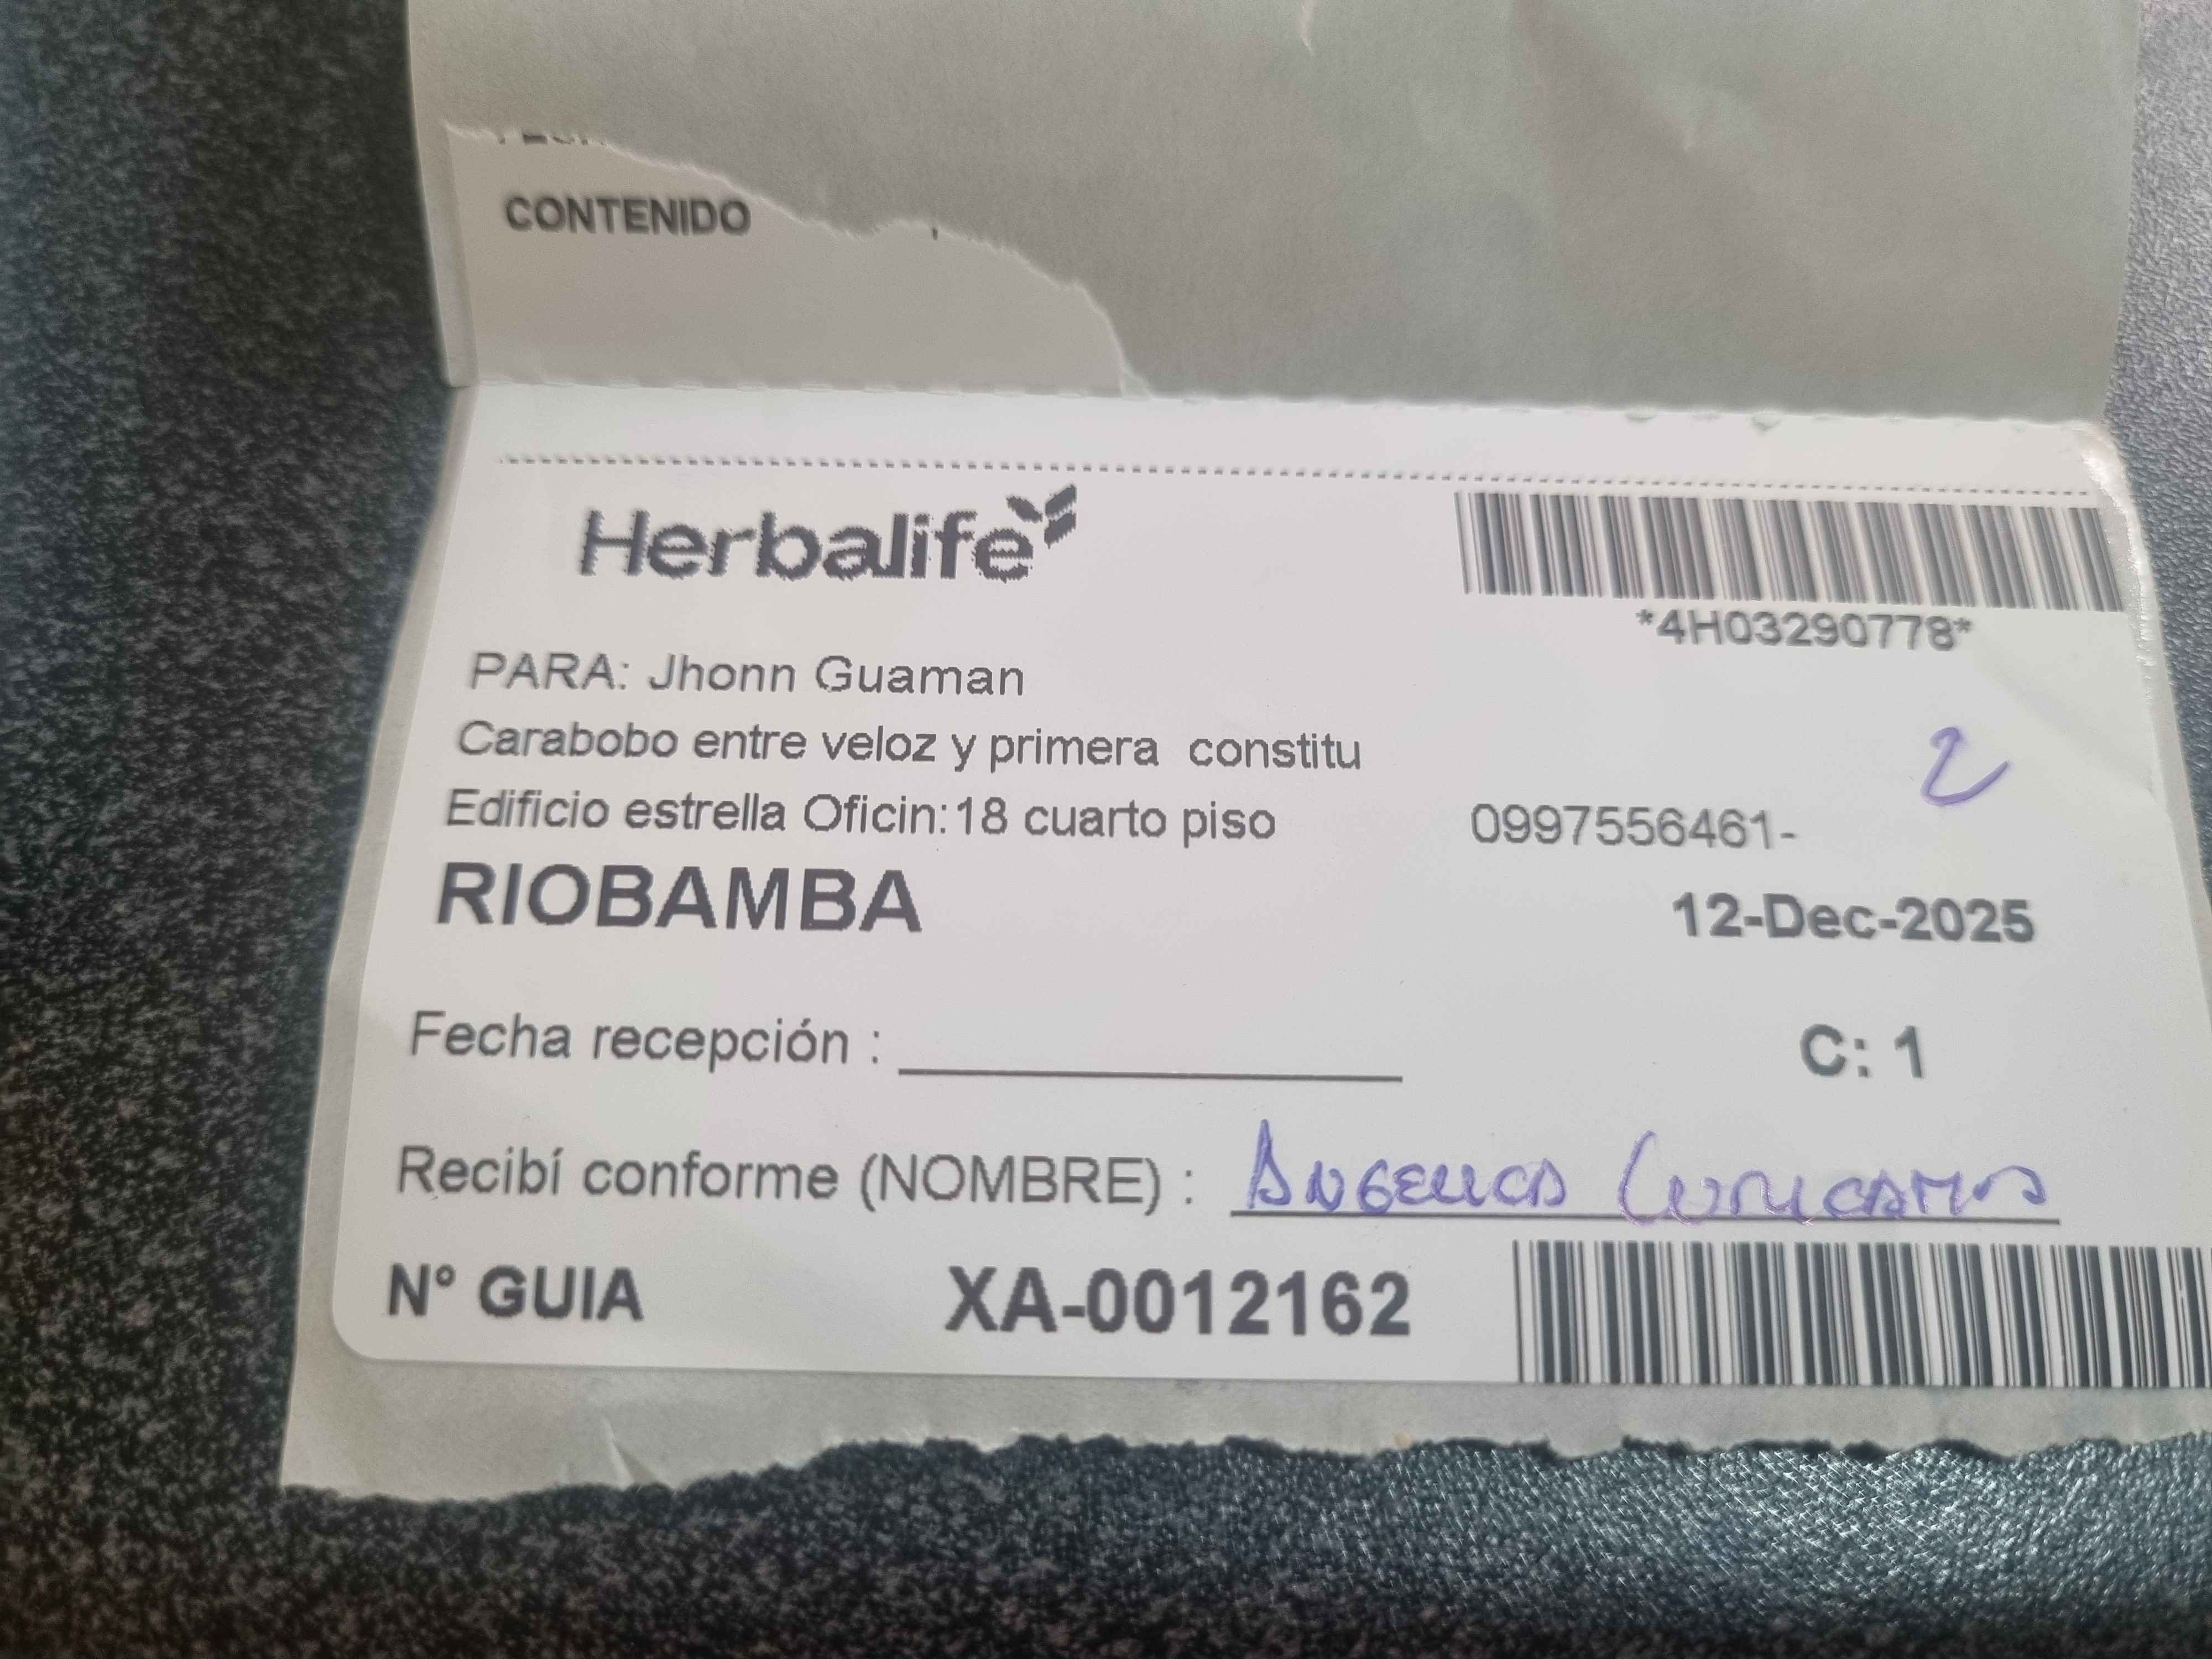 CONTENIDO
Herbalife
*4H03290778*
PARA: Jhonn Guaman
Carabobo entre veloz y primera constitu
2
Edificio estrella Oficin:18 cuarto piso 0997556461-
RIOBAMBA
12-Dec-2025
Fecha recepción :
C: 1
Recibí conforme (NOMBRE) : ANGELICA
N° GUIA XA-0012162